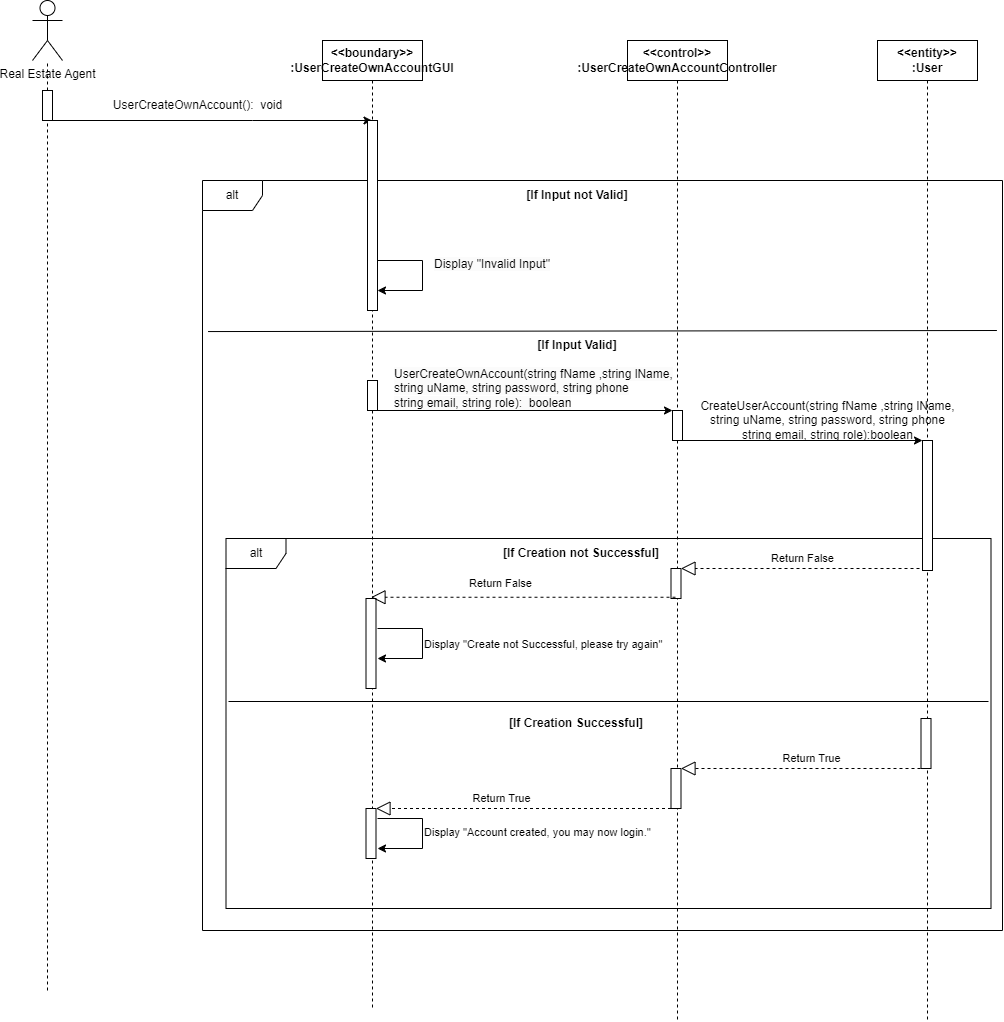 Real Estate Agent
<<boundary>>
:UserCreateOwnAccountGUI
<<control>>
:UserCreateOwnAccountController
<<entity>>
:User
UserCreateOwnAccount():  void
alt
[If Input not Valid]
Display "Invalid Input"
[If Input Valid]
UserCreateOwnAccount(string fName ,string lName,
string uName, string password, string phone
string email, string role):  boolean
CreateUserAccount(string fName ,string lName,
string uName, string password, string phone
string email, string role):boolean
alt
[If Creation not Successful]
Return False
Return False
Display "Create not Successful, please try again"
[If Creation Successful]
Return True
Return True
Display "Account created, you may now login."